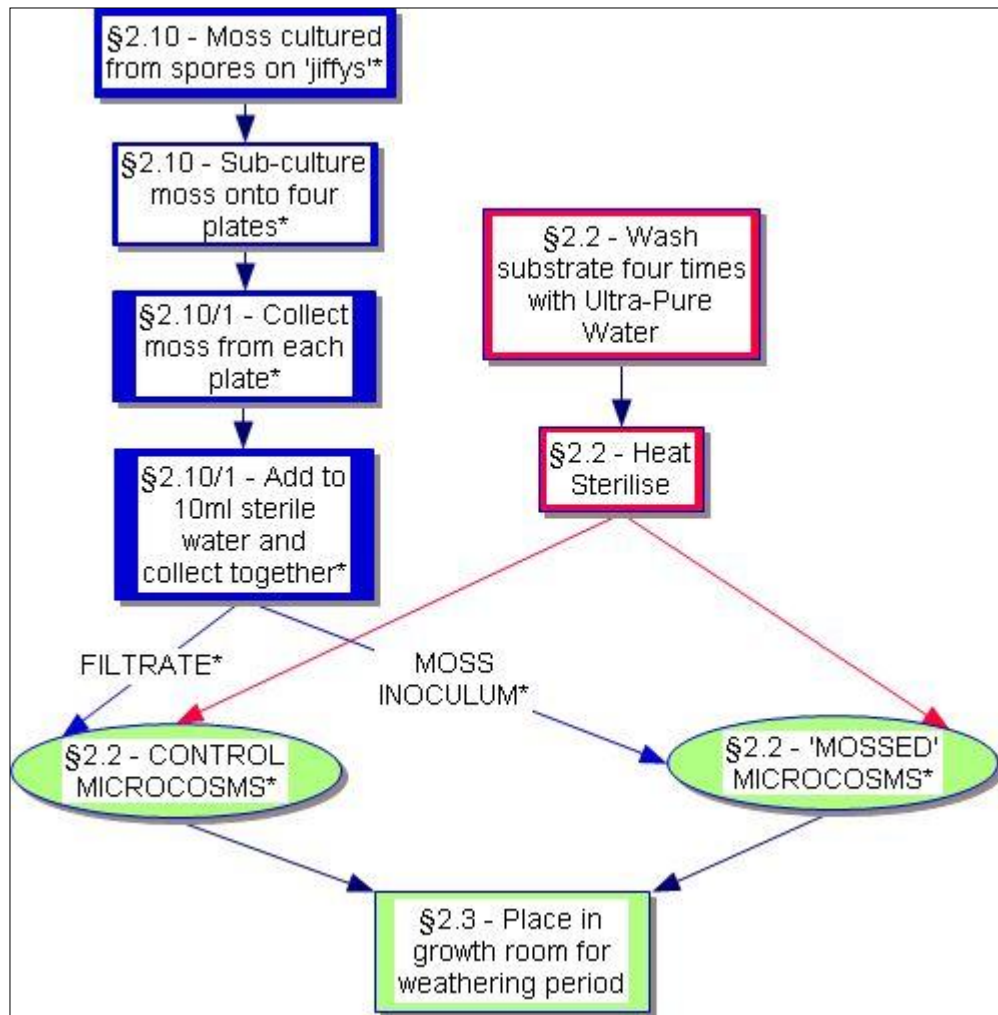 §2.10 - Moss cultured
from spores on 'jiffys'*
§2.10 - Sub-culture
moss onto four
plates*
§2.2 - Wash
substrate four times
with Ultra-Pure
Water
§2.10/1 - Collect
moss from each
plate*
§2.2 - Heat
Sterilise
§2.10/1 - Add to
10ml sterile
water and
collect together*
FILTRATE*
MOSS
INOCULUM*
§2.2 - CONTROL
MICROCOSMS*
§2.2 - 'MOSSED'
MICROCOSMS*
§2.3 - Place in
growth room for
weathering period